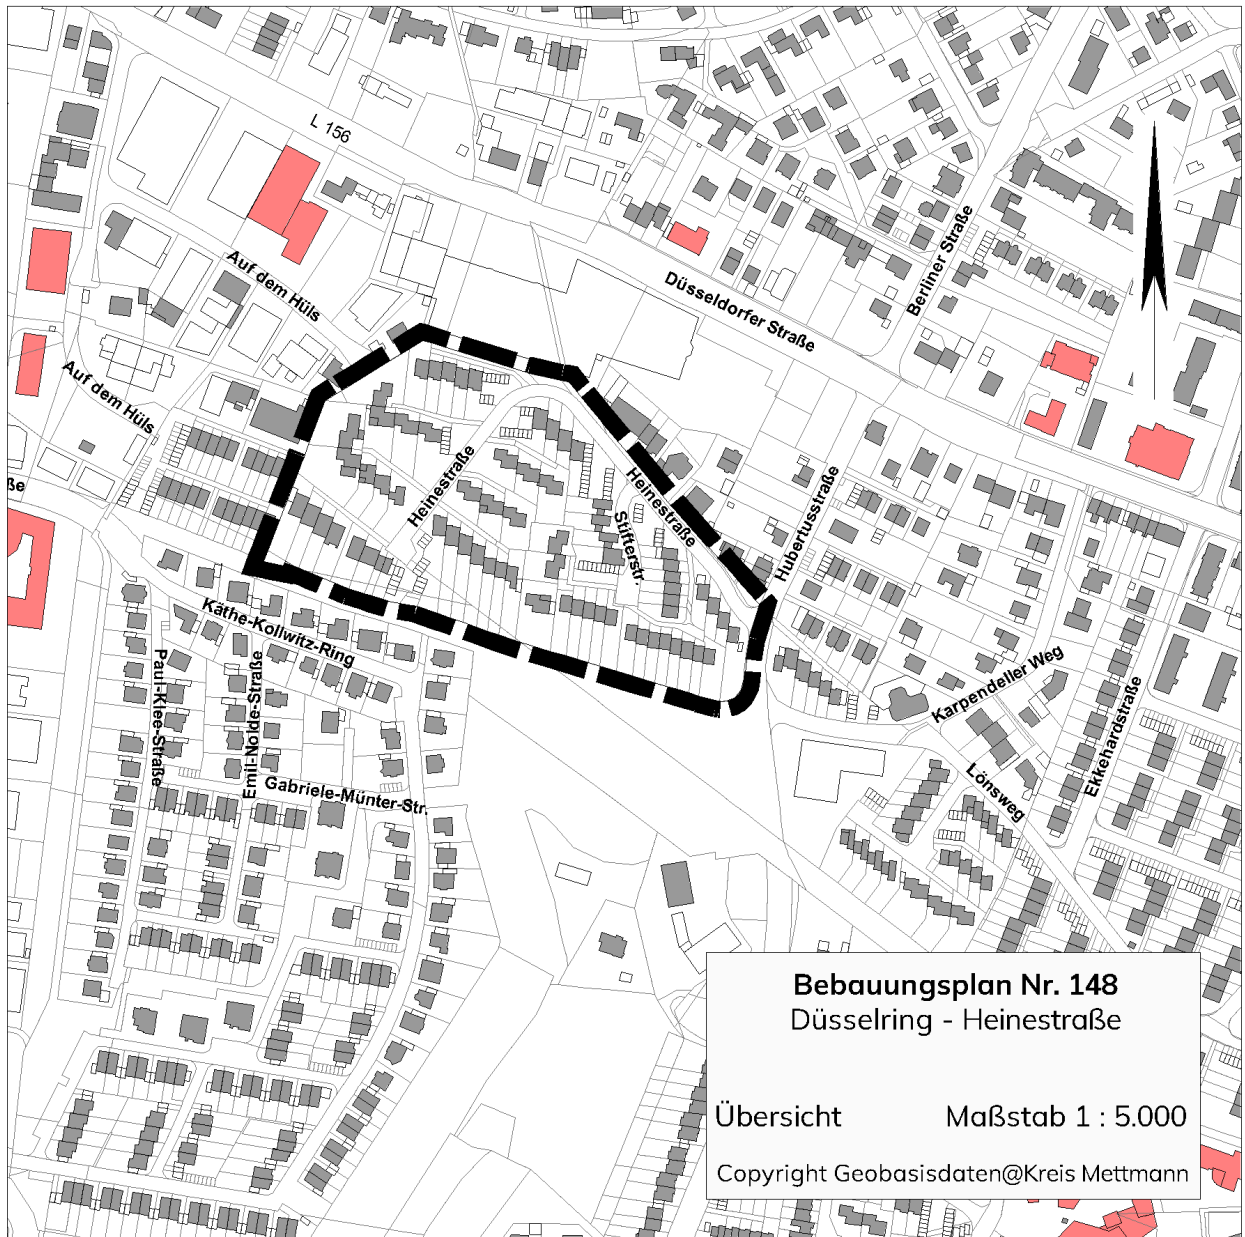 L 156
Auf dem Hüls
Düsseldorfer Straße
Berliner Straße
Auf dem Hüls
ße
Heinestraße
Heinestraße
Stifterstr.
Hubertusstraße
Käthe-Kollwitz-Ring
Paul-Klee-Straße
Emil-Nolde-Straße
Gabriele-Münter-Str.
Karpendeller Weg
Ekkehardstraße
Lönsweg
Bebauungsplan Nr. 148
Düsselring - Heinestraße
Übersicht Maßstab 1 : 5.000
Copyright Geobasisdaten@Kreis Mettmann